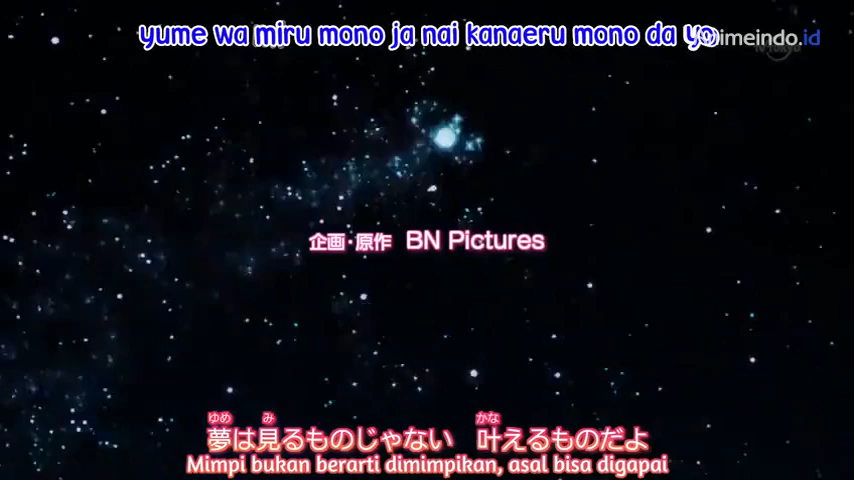 yume wa miru mono ja nai kanaeru mono da yo
imeindo.id
企画・原作 BN Pictures
ゆめ み かな
夢は見るものじゃない 叶えるものだよ
Mimpi bukan berarti dimimpikan, asal bisa digapai